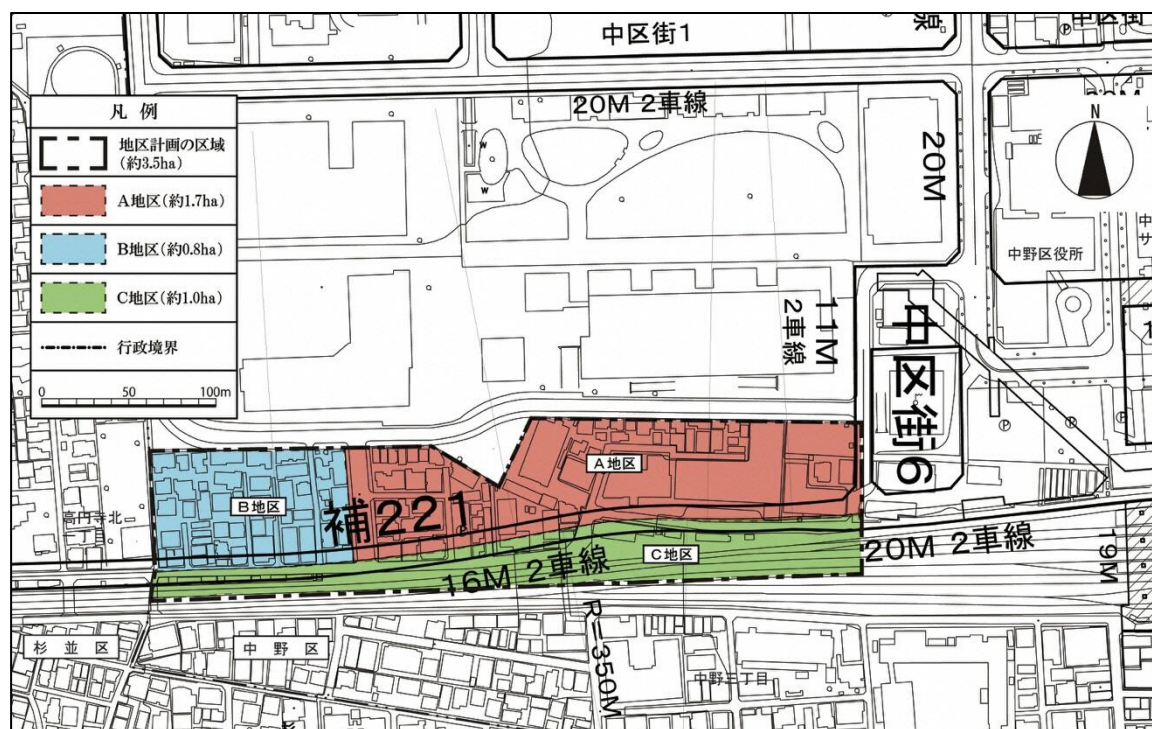 中区街1
20M 2車線
20M
中区街
線
線
凡 例
地区計画の区域
(約3.5ha)
A地区(約1.7ha)
B地区(約0.8ha)
C地区(約1.0ha)
行政境界
0 50 100m
N
中野区役所
11M
2車線
中区街6
A地区
B地区
補221
C地区
16M 2車線
20M 2車線
19M
R=350M
高円寺北
杉並区
中野区
中野三丁目
W
W
P
P
P
P